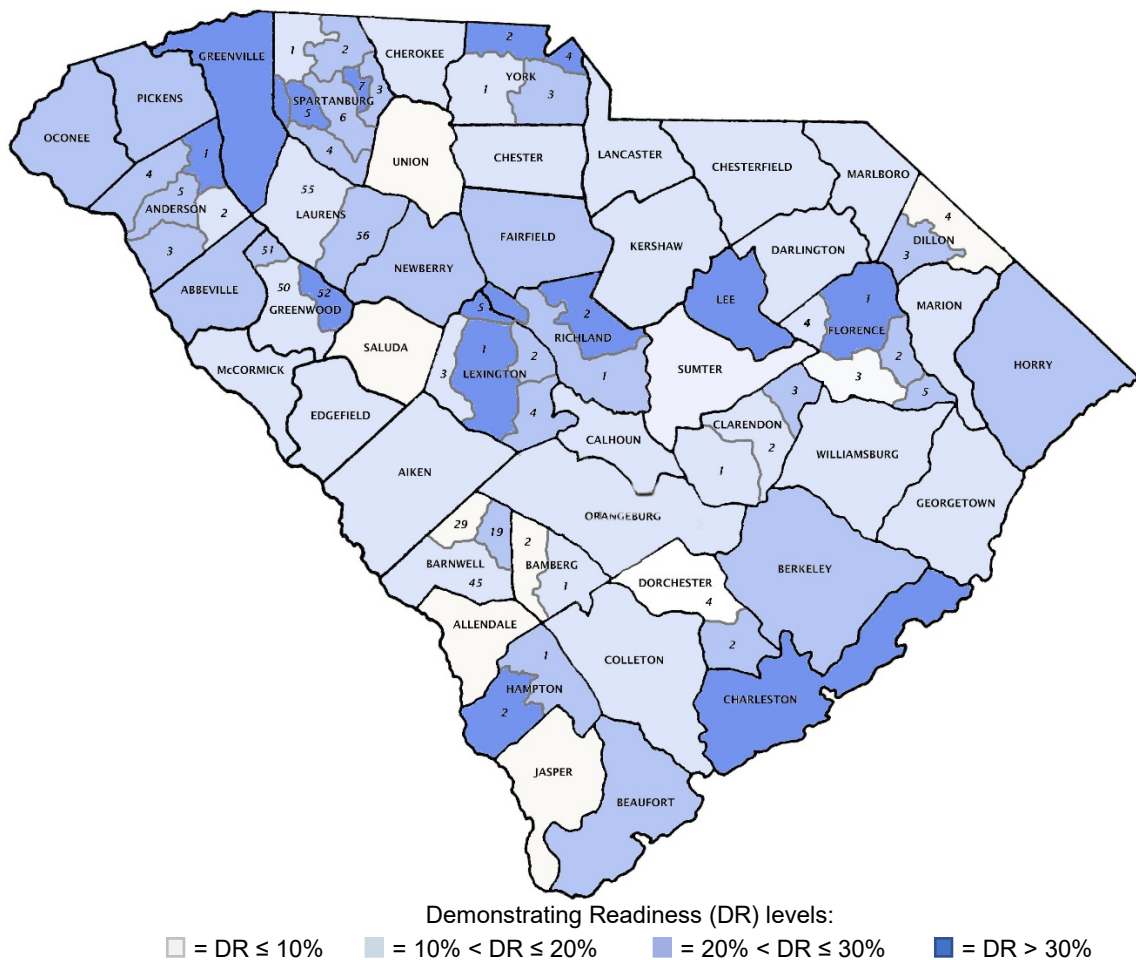 GREENVILLE
1
2
CHEROKEE
2
4
PICKENS
YORK
1
3
7
3
SPARTANBURG
5
6
OCONEE
4
1
UNION
CHESTER
LANCASTER
CHESTERFIELD
MARLBORO
4
5
ANDERSON
2
3
55
LAURENS
56
4
DILLON
3
FAIRFIELD
KERSHAW
DARLINGTON
51
NEWBERRY
ABBEVILLE
50
52
GREENWOOD
LEE
1
MARION
4
FLORENCE
5
2
RICHLAND
1
SALUDA
1
2
LEXINGTON
3
4
McCORMICK
SUMTER
2
3
5
HORRY
EDGEFIELD
3
CLARENDON
2
1
CALHOUN
WILLIAMSBURG
AIKEN
GEORGETOWN
ORANGEBURG
29
19
BARNWELL
45
2
BAMBERG
1
DORCHESTER
4
BERKELEY
ALLENDALE
2
1
COLLETON
HAMPTON
2
CHARLESTON
JASPER
BEAUFORT
Demonstrating Readiness (DR) levels:
= DR ≤ 10% = 10% < DR ≤ 20% = 20% < DR ≤ 30% = DR > 30%